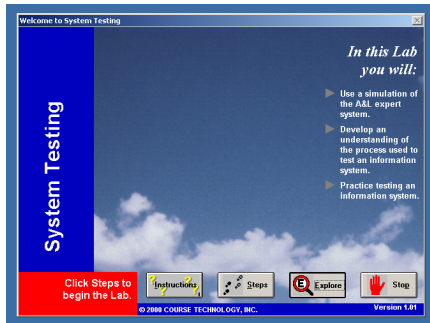 Welcome to System Testing
System Testing
In this Lab
you will:
Use a simulation of
the A&L expert
system.
Develop an
understanding of
the process used to
test an information
system.
Practice testing an
information system.
Click Steps to
begin the Lab.
Instructions
Steps
E
Explore
Stop
© 2000 COURSE TECHNOLOGY, INC.
Version 1.01